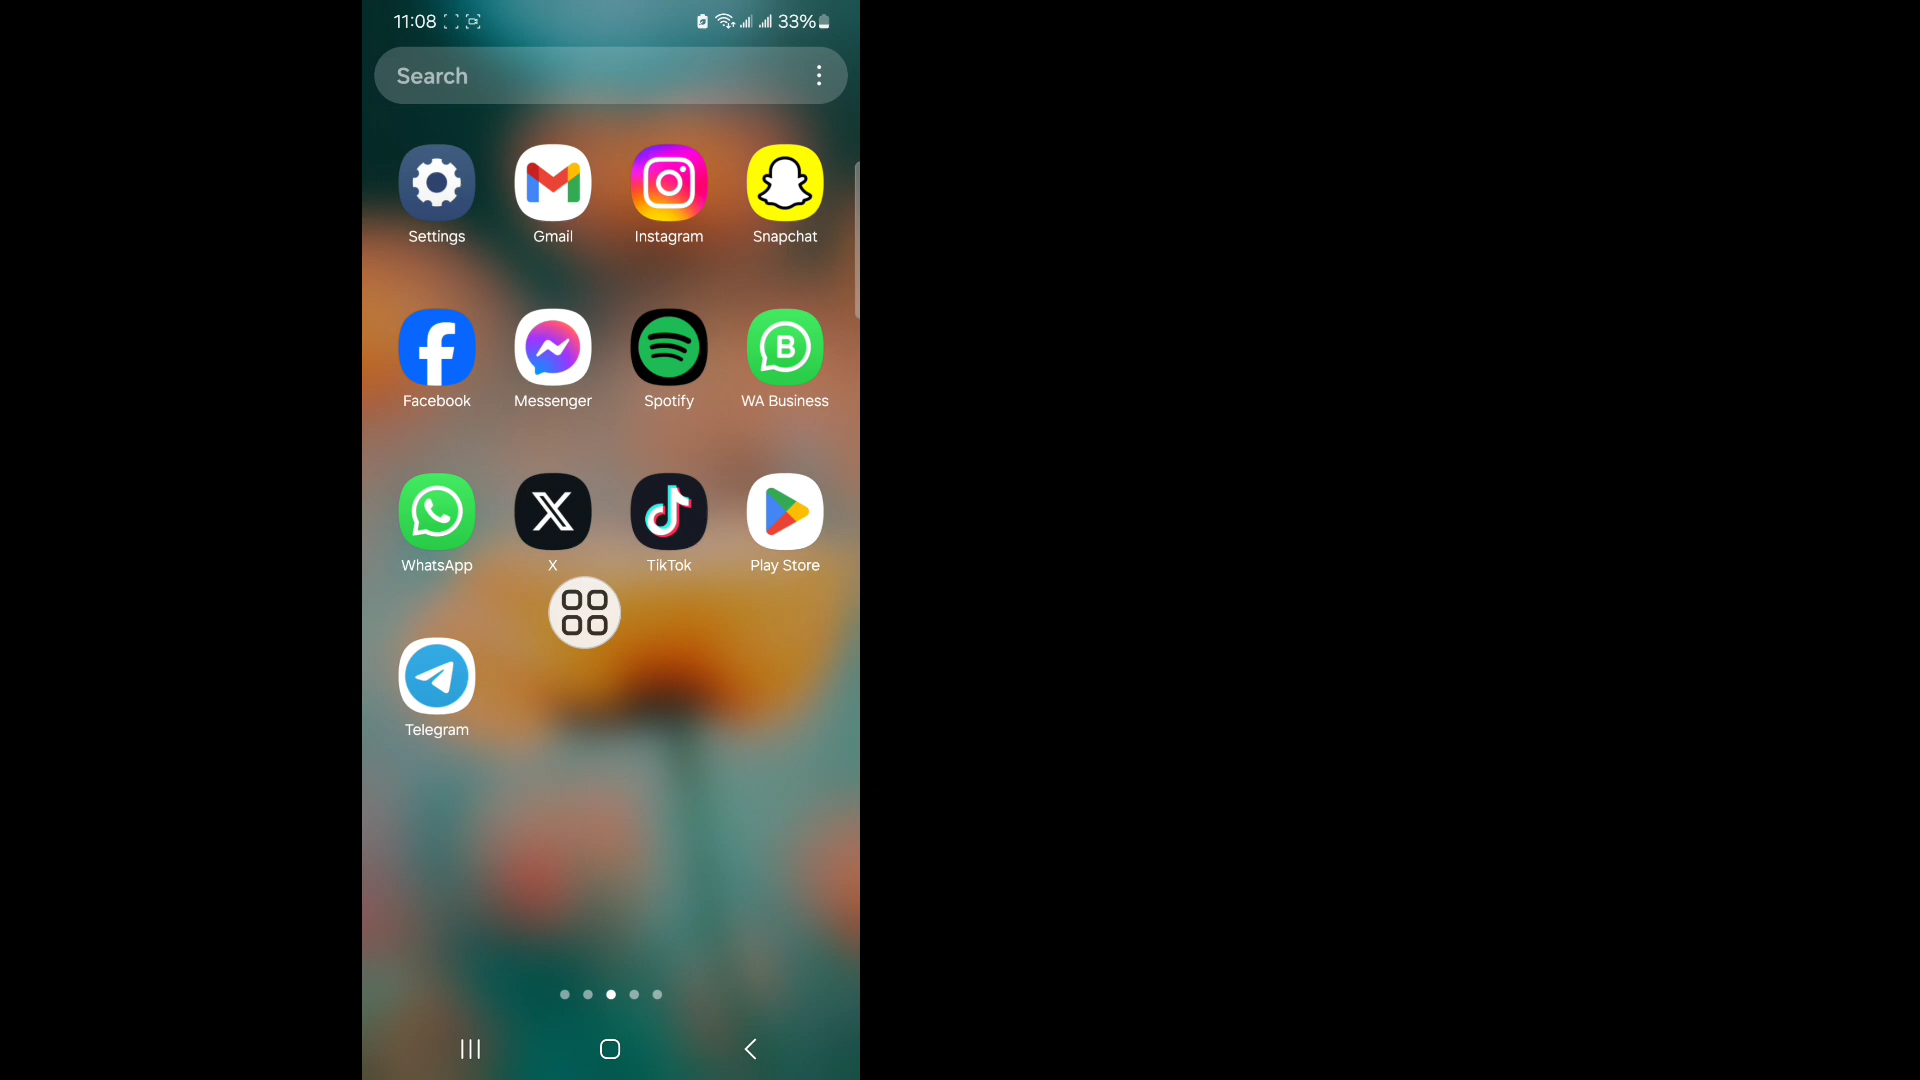 11:08 33%
Search
Settings Gmail Instagram Snapchat
Facebook Messenger Spotify WA Business
WhatsApp X TikTok Play Store
Telegram